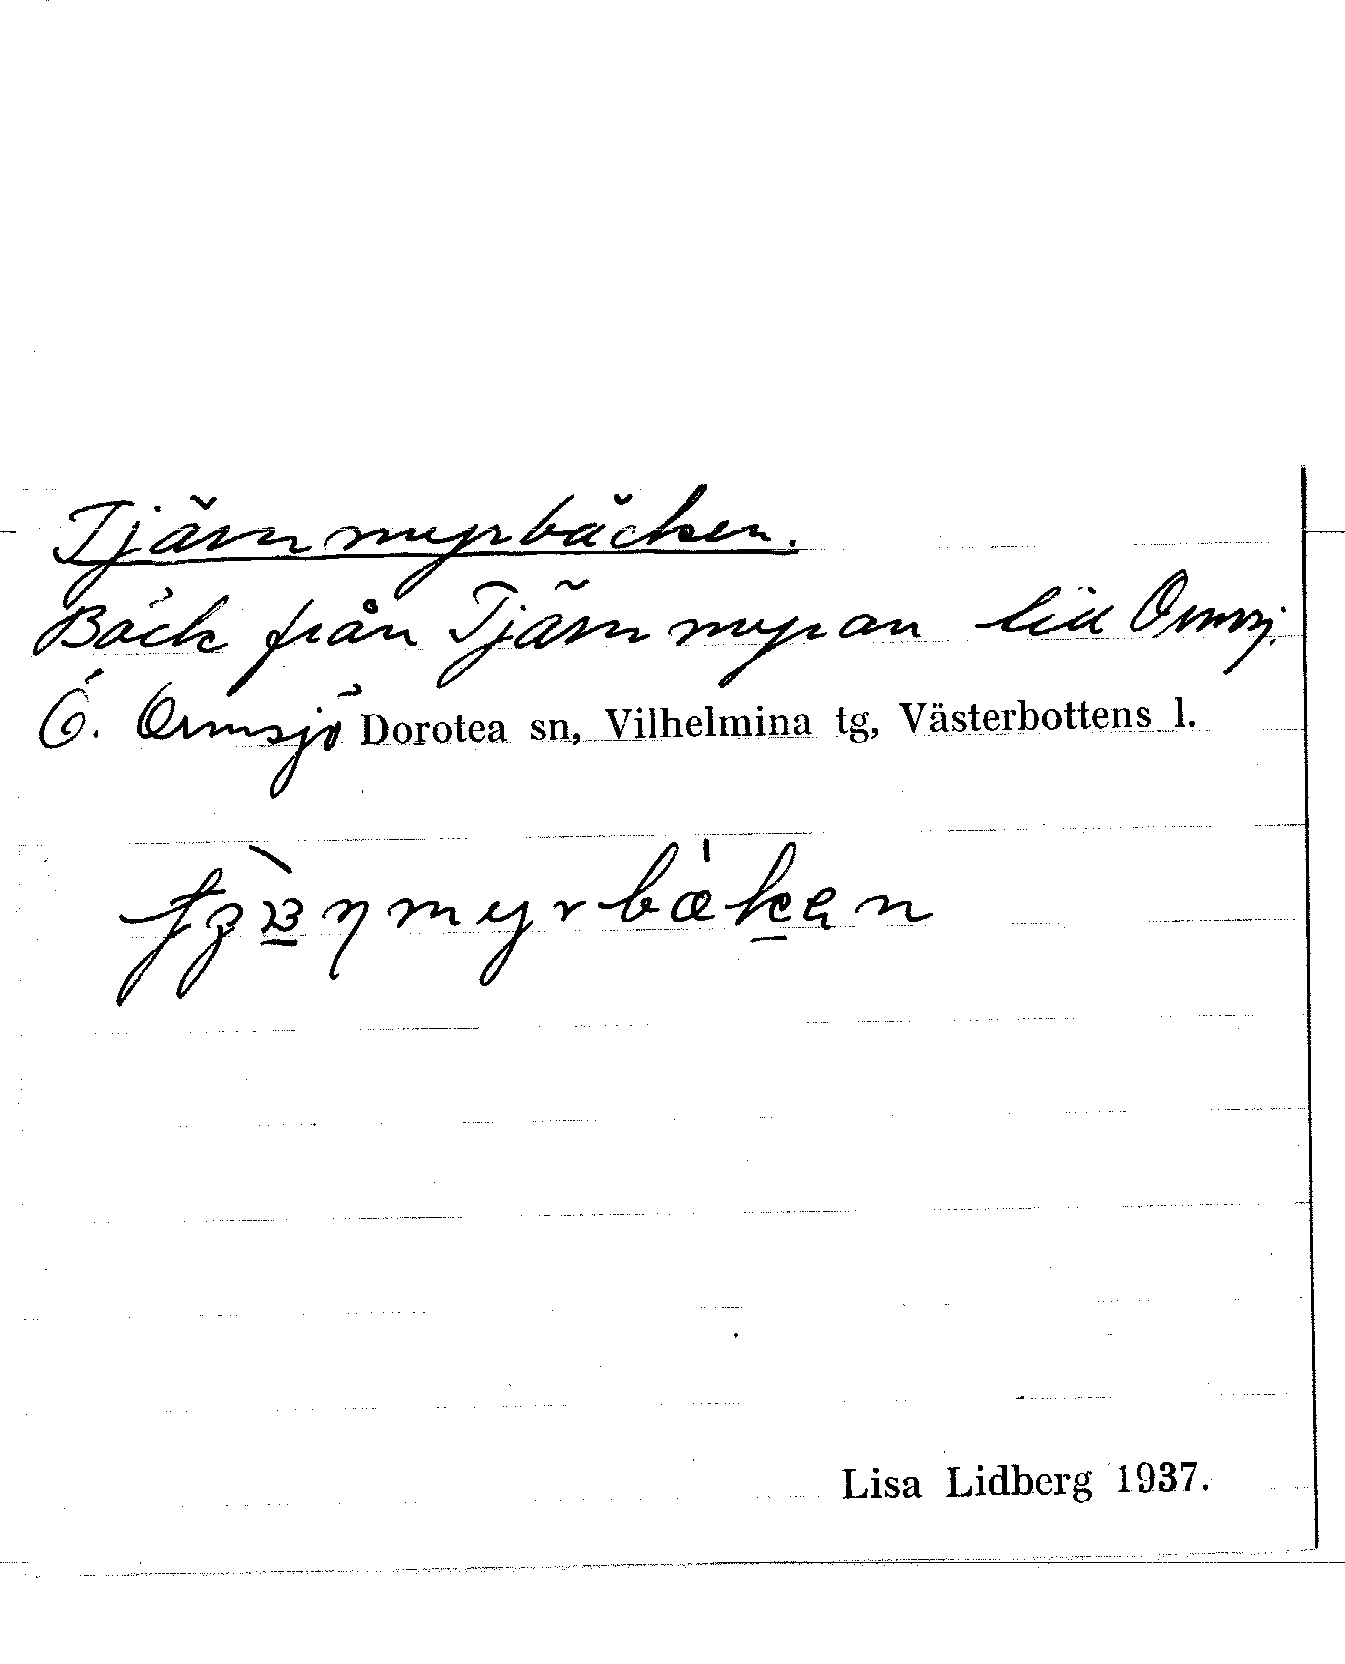 Tjärnmyrbäcken.
Bäck från Tjärnmyran till Ormsj.
Ö. Ormsjö Dorotea sn, Vilhelmina tg, Västerbottens l.
Lisa Lidberg 1937.